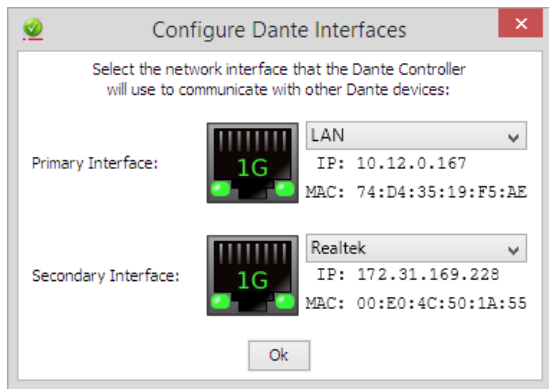 Configure Dante Interfaces
Select the network interface that the Dante Controller
will use to communicate with other Dante devices:
Primary Interface:
1G
LAN
IP: 10.12.0.167
MAC: 74:D4:35:19:F5:AE
Secondary Interface:
1G
Realtek
IP: 172.31.169.228
MAC: 00:E0:4C:50:1A:55
Ok